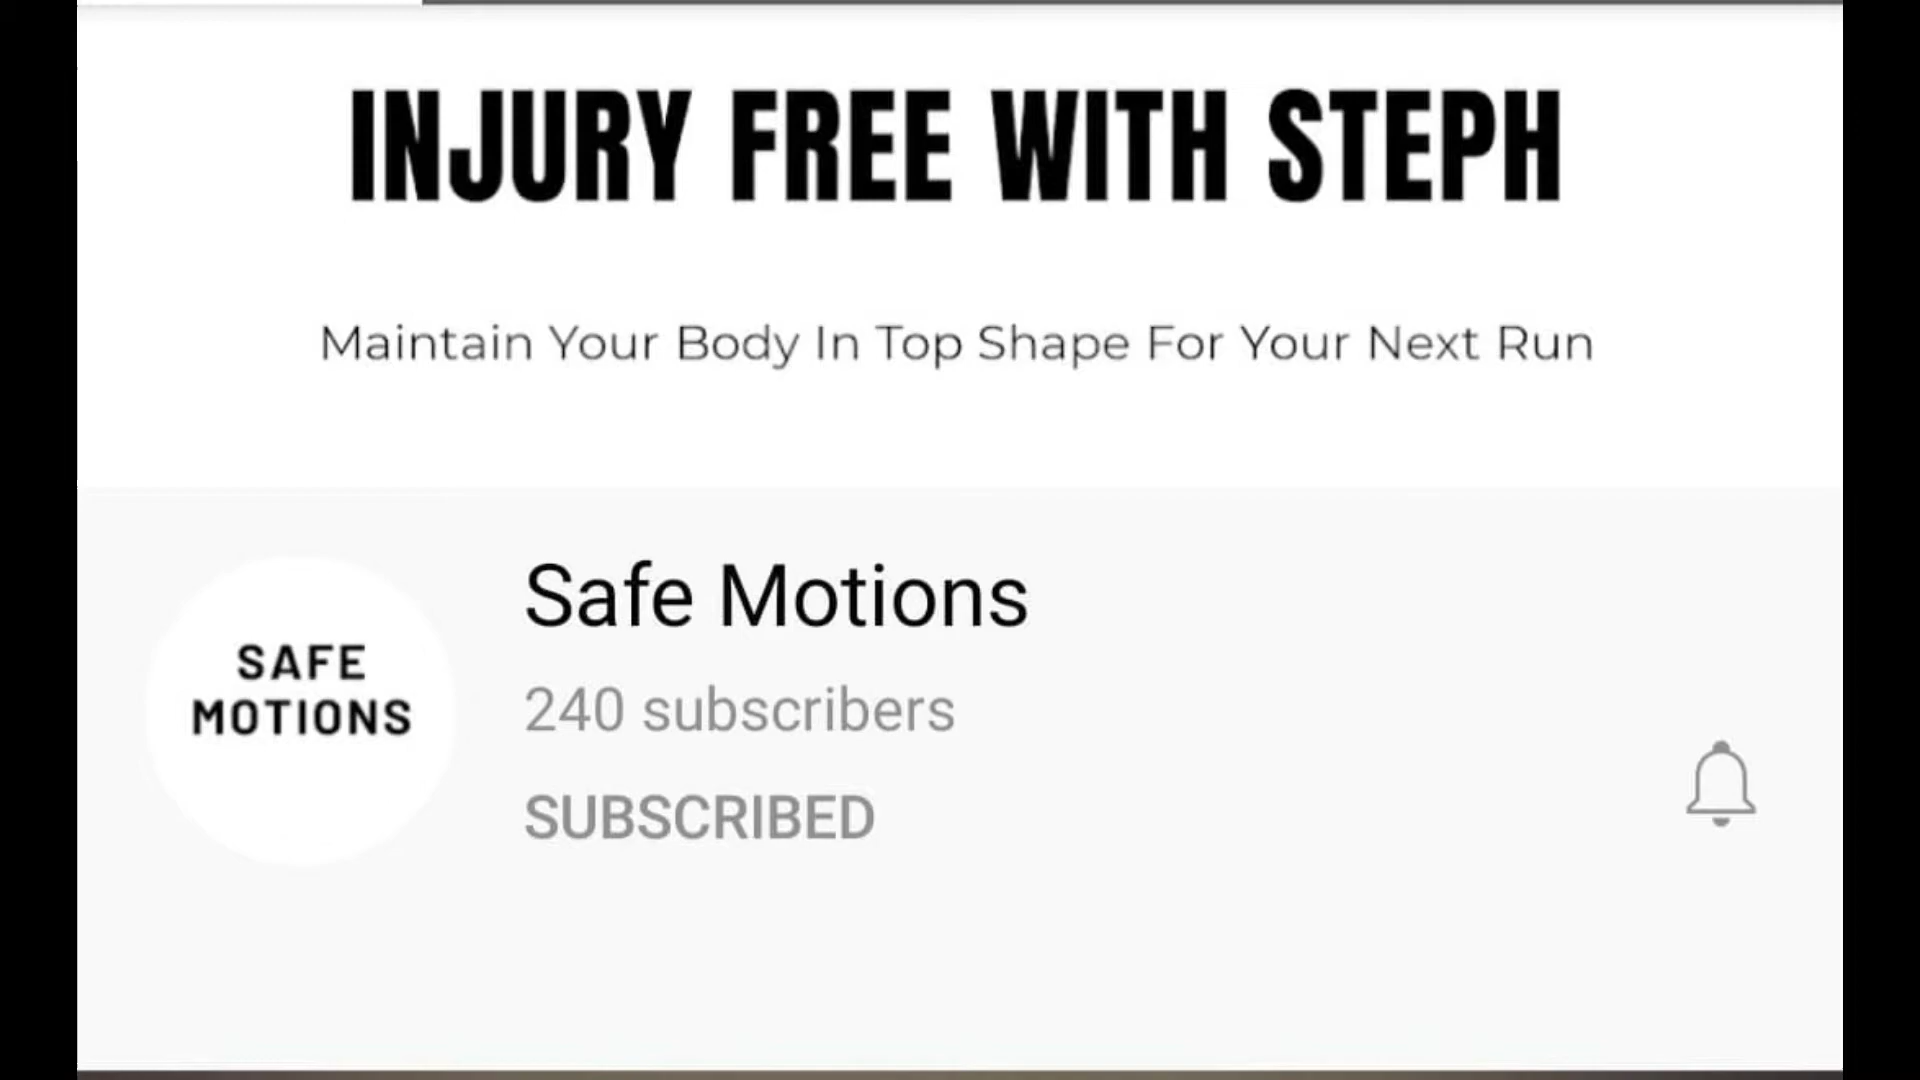 INJURY FREE WITH STEPH
Maintain Your Body In Top Shape For Your Next Run
SAFE
MOTIONS
Safe Motions
240 subscribers
SUBSCRIBED